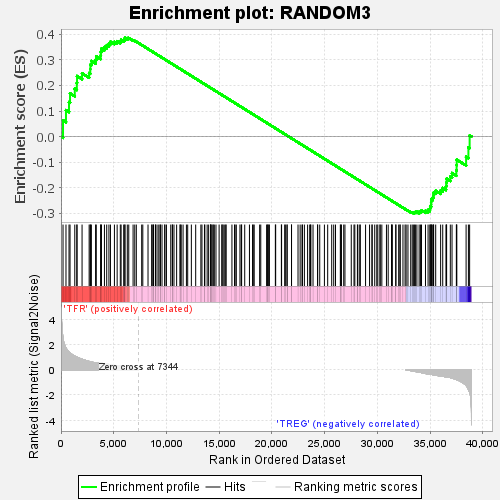 Enrichment plot: RANDOM3
Enrichment score (ES)
0.4
0.3
0.2
0.1
0.0
-0.1
-0.2
-0.3
'TFR' (positively correlated)
Ranked list metric (Signal2Noise)
4
2
0
-2
-4
Zero cross at 7344
'TREG' (negatively correlated)
0
5,000
10,000
15,000
20,000
25,000
30,000
35,000
40,000
Rank in Ordered Dataset
Enrichment profile
Hits
Ranking metric scores